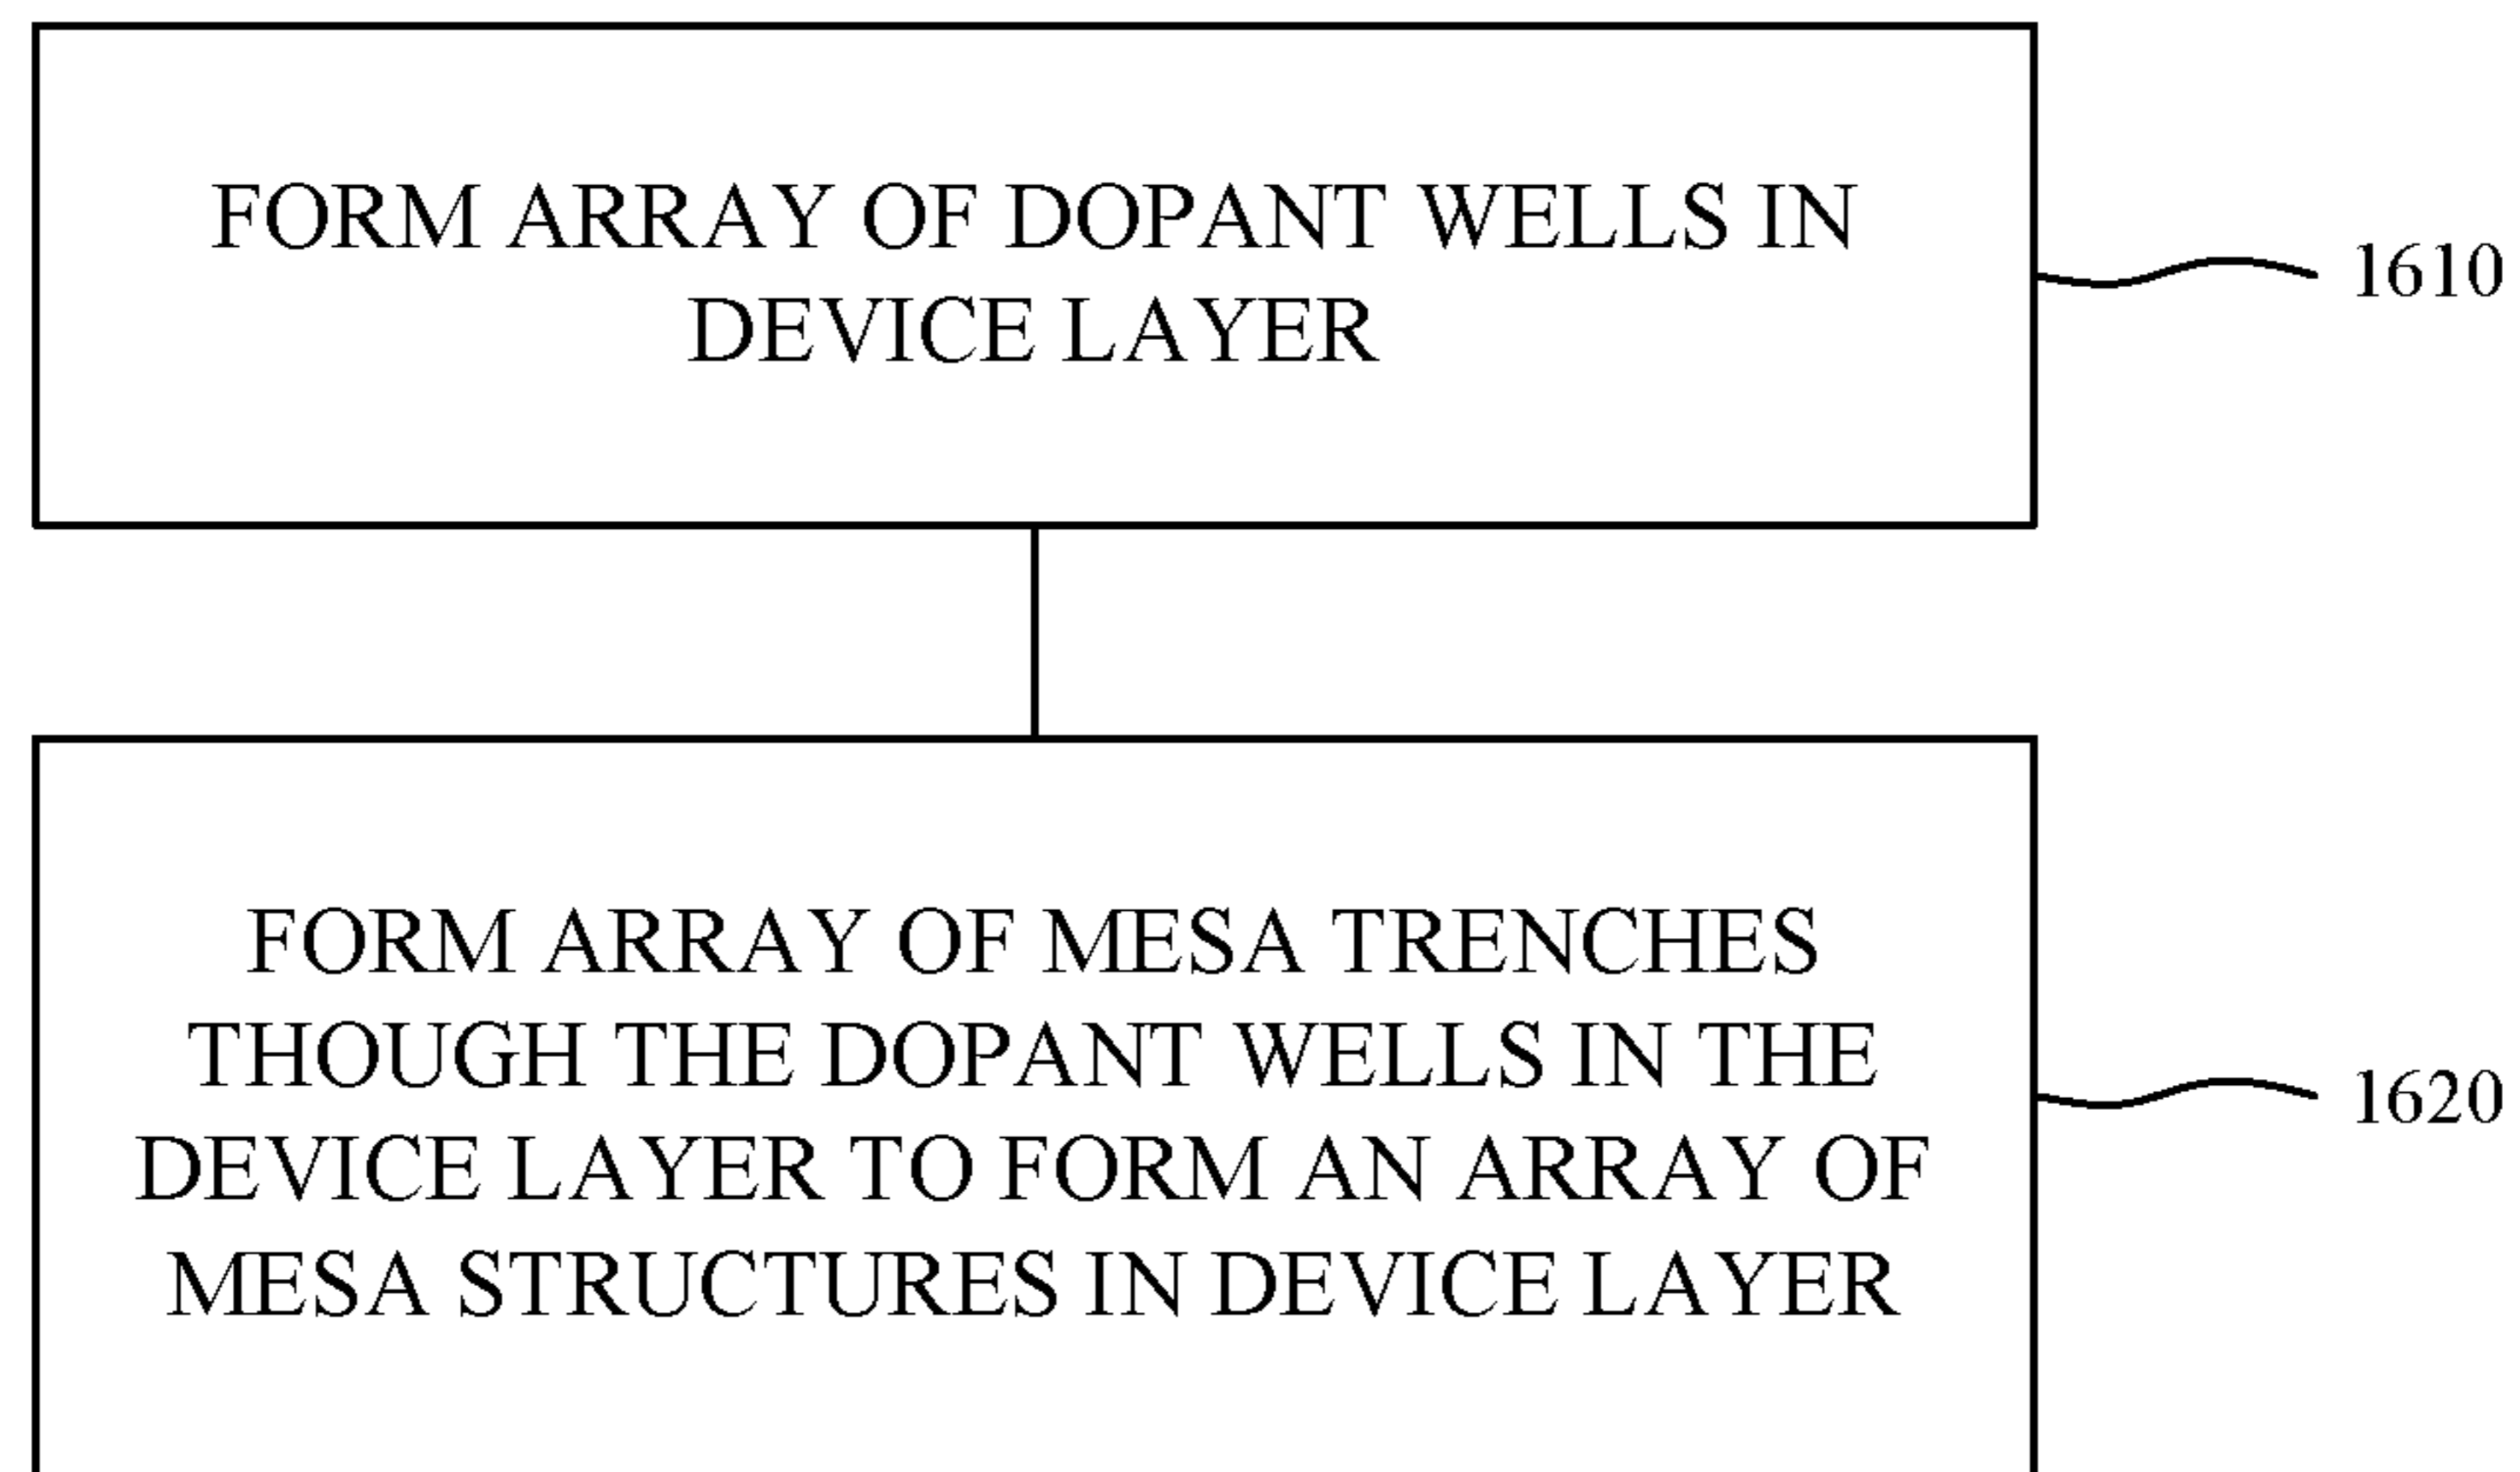 FORM ARRAY OF DOPANT WELLS IN
DEVICE LAYER
1610
FORM ARRAY OF MESA TRENCHES
THOUGH THE DOPANT WELLS IN THE
DEVICE LAYER TO FORM AN ARRAY OF
MESA STRUCTURES IN DEVICE LAYER
1620